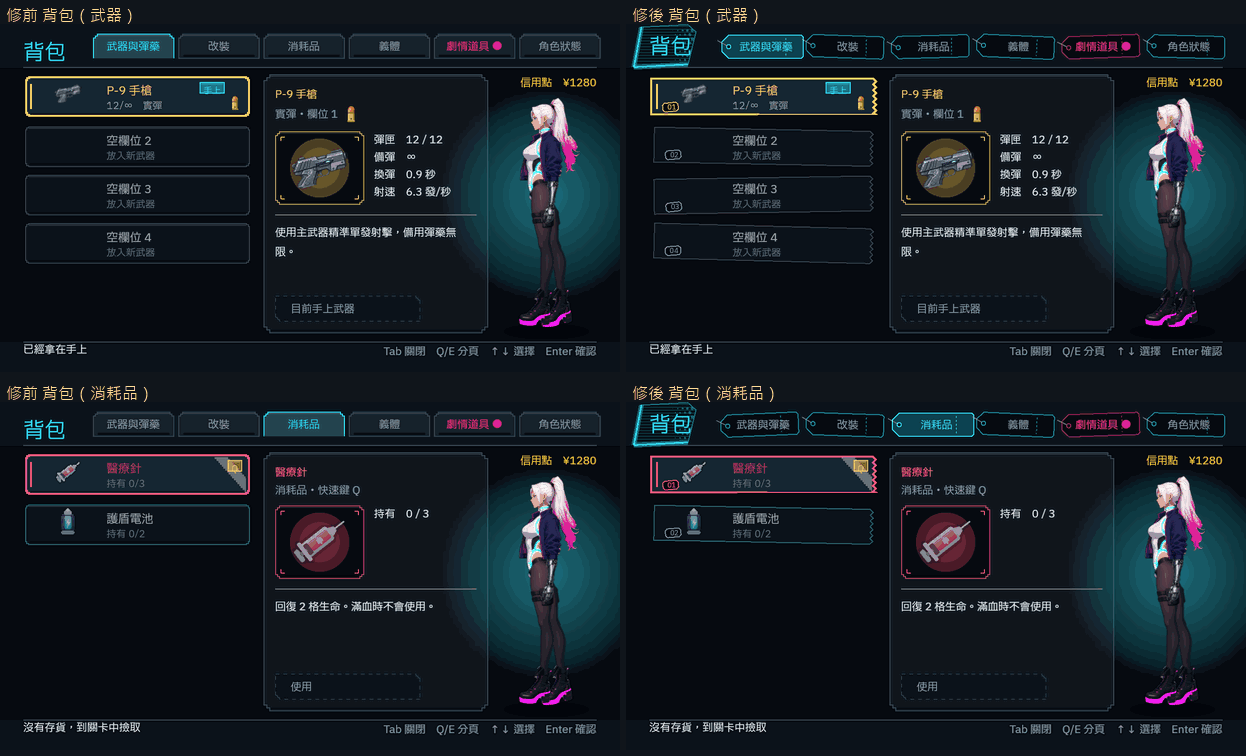 修前 背包（武器）
背包
武器與彈藥 改裝 消耗品 義體 劇情道具 角色狀態
P-9 手槍 手上
12/∞ 實彈
空欄位 2
放入新武器
空欄位 3
放入新武器
空欄位 4
放入新武器
P-9 手槍
實彈・欄位 1
彈匣 12 / 12
備彈 ∞
換彈 0.9 秒
射速 6.3 發/秒
使用主武器精準單發射擊，備用彈藥無
限。
目前手上武器
信用點 ¥1280
已經拿在手上
Tab 關閉 Q/E 分頁 ↑↓ 選擇 Enter 確認
修後 背包（武器）
背包
武器與彈藥 改裝 消耗品 義體 劇情道具 角色狀態
P-9 手槍 手上
01 12/∞ 實彈
空欄位 2
02 放入新武器
空欄位 3
03 放入新武器
空欄位 4
04 放入新武器
P-9 手槍
實彈・欄位 1
彈匣 12 / 12
備彈 ∞
換彈 0.9 秒
射速 6.3 發/秒
使用主武器精準單發射擊，備用彈藥無
限。
目前手上武器
信用點 ¥1280
已經拿在手上
Tab 關閉 Q/E 分頁 ↑↓ 選擇 Enter 確認
修前 背包（消耗品）
背包
武器與彈藥 改裝 消耗品 義體 劇情道具 角色狀態
醫療針 Q
持有 0/3
護盾電池
持有 0/2
醫療針
消耗品・快速鍵 Q
持有 0 / 3
回復 2 格生命。滿血時不會使用。
使用
信用點 ¥1280
沒有存貨，到關卡中撿取
Tab 關閉 Q/E 分頁 ↑↓ 選擇 Enter 確認
修後 背包（消耗品）
背包
武器與彈藥 改裝 消耗品 義體 劇情道具 角色狀態
醫療針 Q
01 持有 0/3
護盾電池
02 持有 0/2
醫療針
消耗品・快速鍵 Q
持有 0 / 3
回復 2 格生命。滿血時不會使用。
使用
信用點 ¥1280
沒有存貨，到關卡中撿取
Tab 關閉 Q/E 分頁 ↑↓ 選擇 Enter 確認